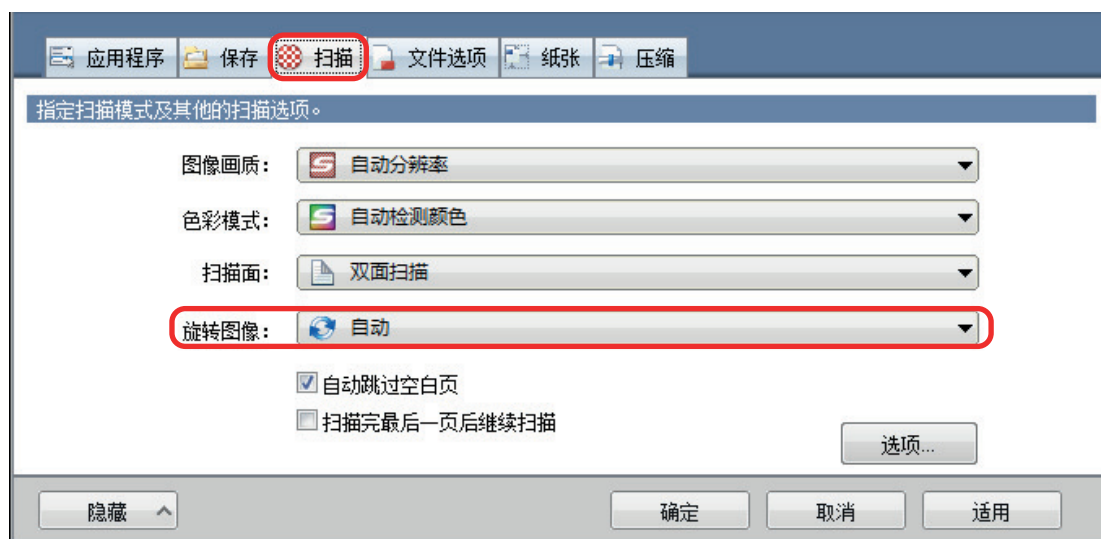 应用程序 保存 扫描 文件选项 纸张 压缩
指定扫描模式及其他的扫描选项。
图像画质： 自动分辨率
色彩模式： 自动检测颜色
扫描面： 双面扫描
旋转图像： 自动
自动跳过空白页
扫描完最后一页后继续扫描
选项...
隐藏 确定 取消 适用